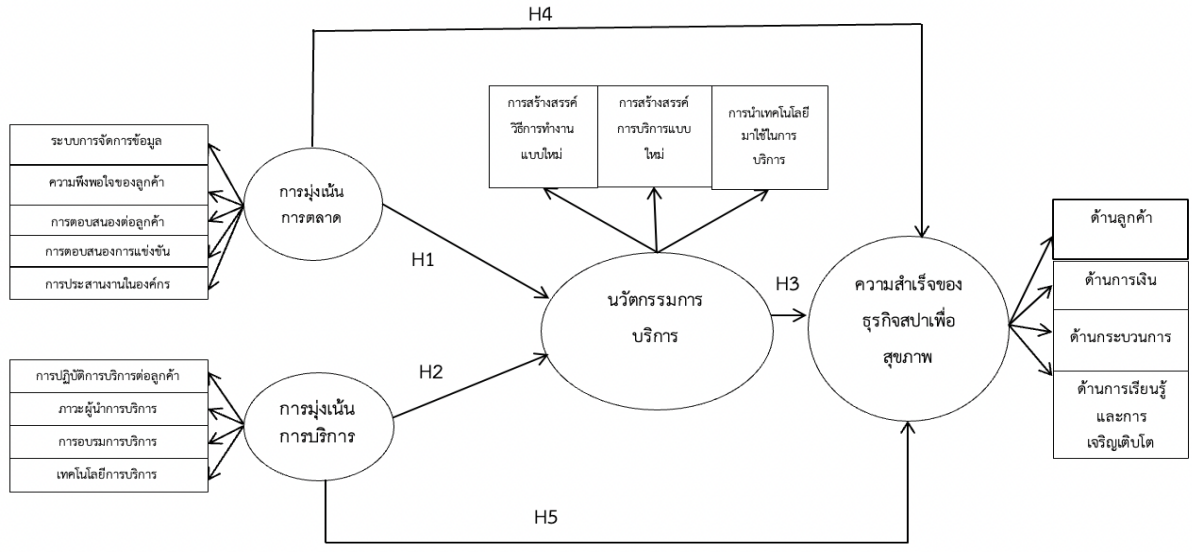 H4
การสร้างสรรค์
วิธีการทำงาน
แบบใหม่
การสร้างสรรค์
การบริการแบบ
ใหม่
การนำเทคโนโลยี
มาใช้ในการ
บริการ
ระบบการจัดการข้อมูล
ความพึงพอใจของลูกค้า
การตอบสนองต่อลูกค้า
การตอบสนองการแข่งขัน
การประสานงานในองค์กร
การมุ่งเน้น
การตลาด
H1
นวัตกรรมการ
บริการ
H3
ความสำเร็จของ
ธุรกิจสปาเพื่อ
สุขภาพ
ด้านลูกค้า
ด้านการเงิน
ด้านกระบวนการ
ด้านการเรียนรู้
และการ
เจริญเติบโต
การปฏิบัติการบริการต่อลูกค้า
ภาวะผู้นำการบริการ
การอบรมการบริการ
เทคโนโลยีการบริการ
การมุ่งเน้น
การบริการ
H2
H5